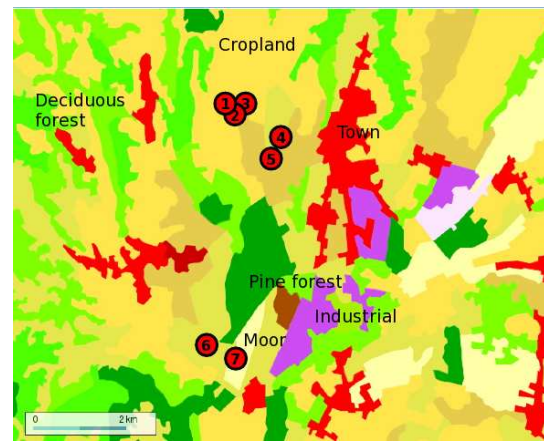 Cropland
1 3
2
Deciduous
forest
4
Town
5
Pine forest
Industrial
Moor
6
7
0 2km